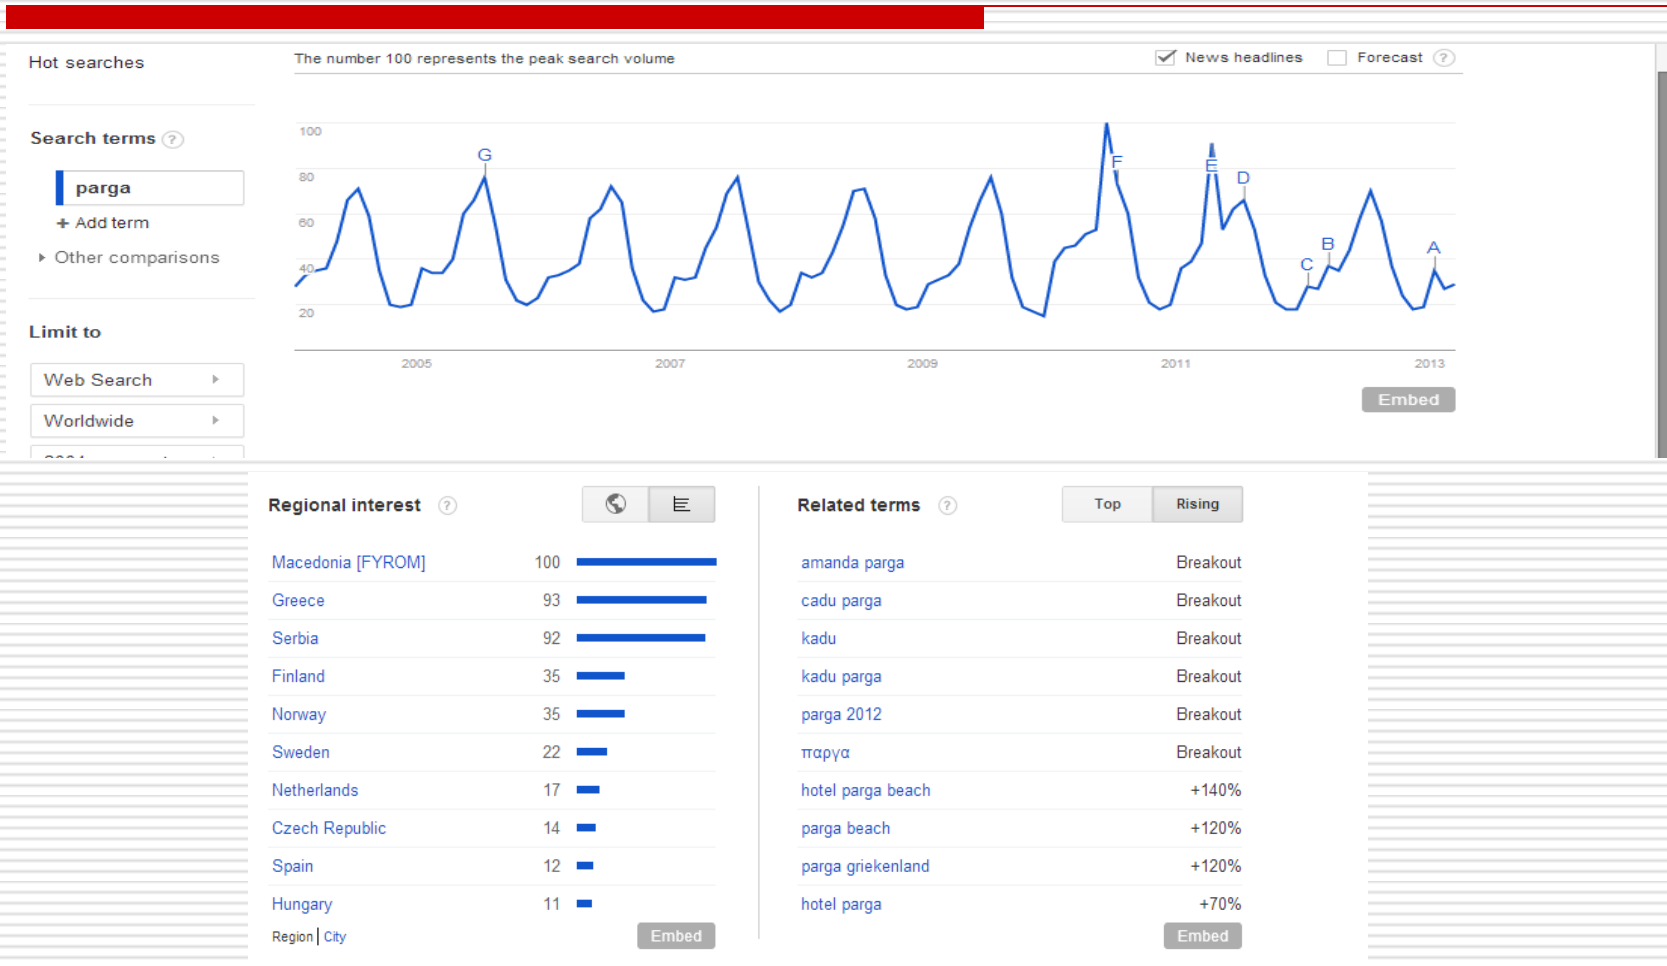 Hot searches
The number 100 represents the peak search volume
News headlines
Forecast ?
Search terms ?
parga
+ Add term
Other comparisons
Limit to
Web Search
Worldwide
100
80
60
40
20
G
F
E
D
C
B
A
2005
2007
2009
2011
2013
Embed
Regional interest ?
Macedonia [FYROM] 100
Greece 93
Serbia 92
Finland 35
Norway 35
Sweden 22
Netherlands 17
Czech Republic 14
Spain 12
Hungary 11
Region City
Embed
Related terms ?
Top
Rising
amanda parga Breakout
cadu parga Breakout
kadu Breakout
kadu parga Breakout
parga 2012 Breakout
παργα Breakout
hotel parga beach +140%
parga beach +120%
parga griekenland +120%
hotel parga +70%
Embed